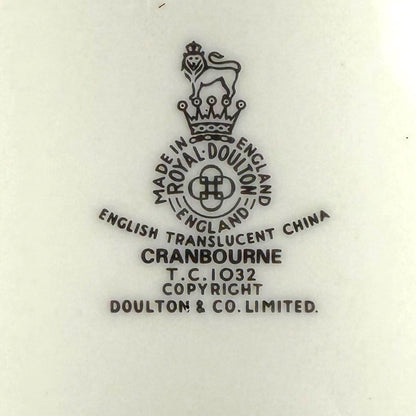 MADE IN ENGLAND
ROYAL·DOULTON
ENGLAND
ENGLISH TRANSLUCENT CHINA
CRANBOURNE
T.C.1032
COPYRIGHT
DOULTON & CO. LIMITED.